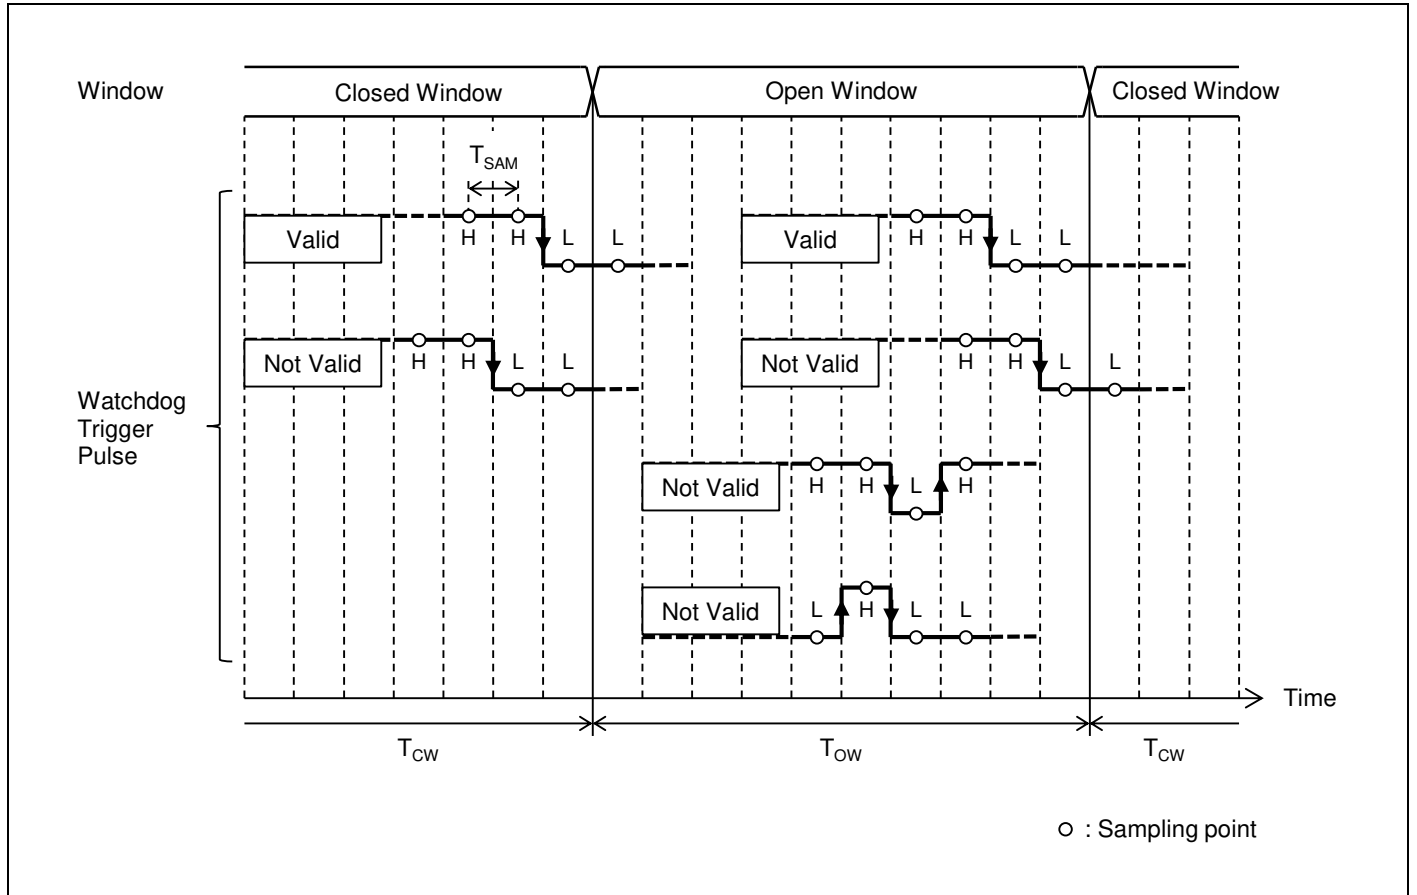 Window
Closed Window
Open Window
Closed Window
TSAM
Valid
H H L L
Valid
H H L L
Not Valid
H H L L
Not Valid
H H L L
Watchdog
Trigger
Pulse
Not Valid
H H L H
Not Valid
L H L L
Time
TCW
TOW
TCW
: Sampling point